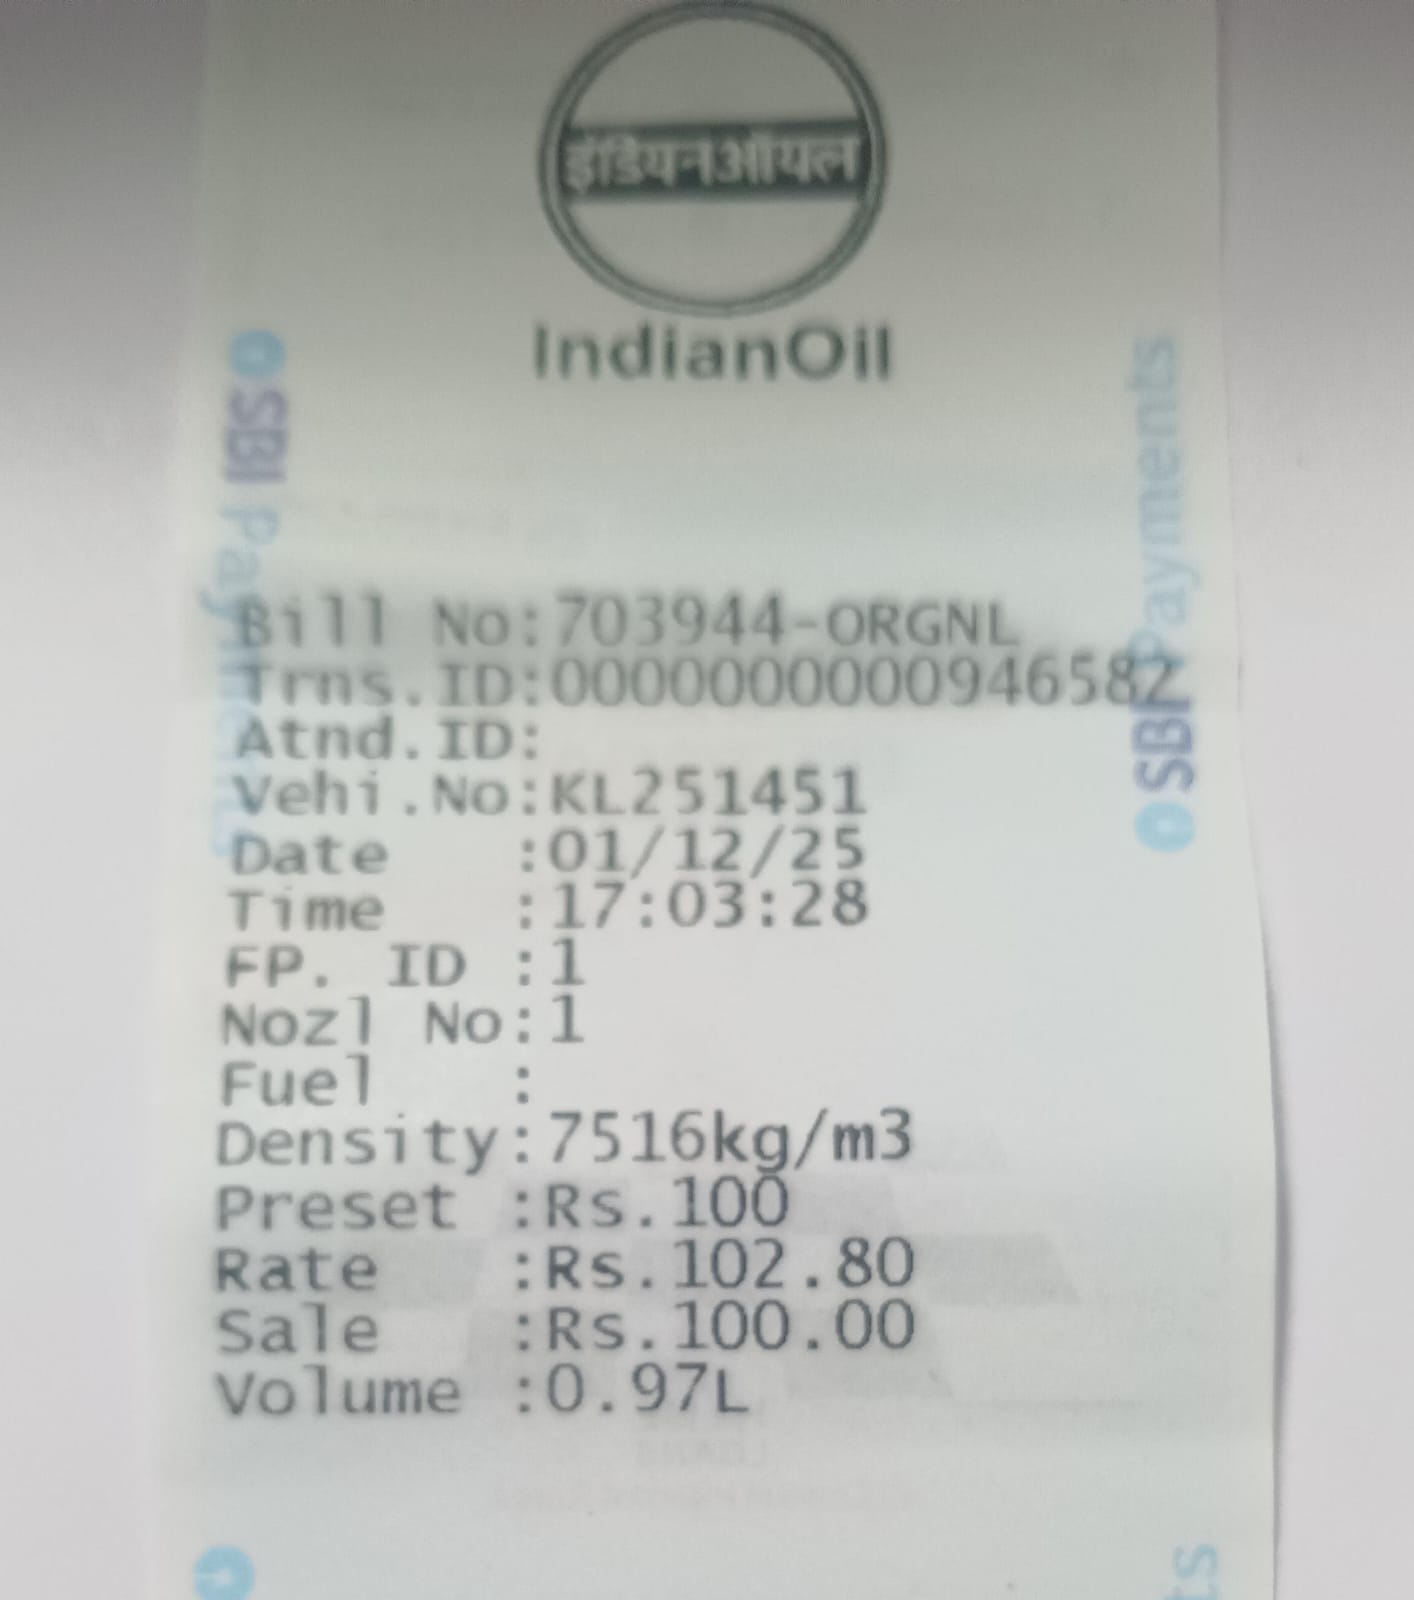 इंडियनऑयल
IndianOil
SBI Payments
SBI Payments
Bill No:703944-ORGNL
Trns.ID:0000000000946582
Atnd.ID:
Vehi.No:KL251451
Date :01/12/25
Time :17:03:28
FP. ID :1
Nozl No:1
Fuel :
Density:7516kg/m3
Preset :Rs.100
Rate :Rs.102.80
Sale :Rs.100.00
Volume :0.97L
ts